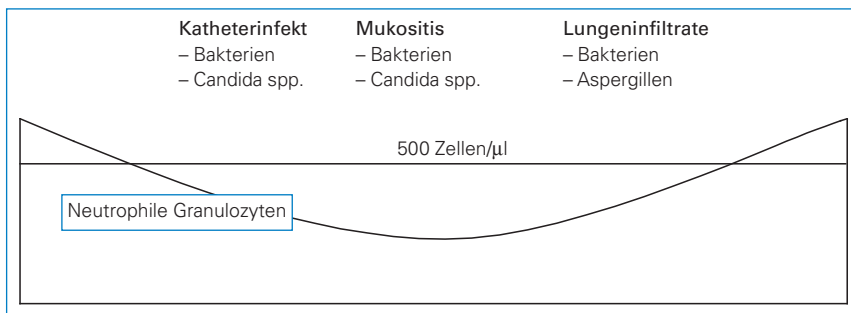 Katheterinfekt
– Bakterien
– Candida spp.
Mukositis
– Bakterien
– Candida spp.
Lungeninfiltrate
– Bakterien
– Aspergillen
500 Zellen/µl
Neutrophile Granulozyten